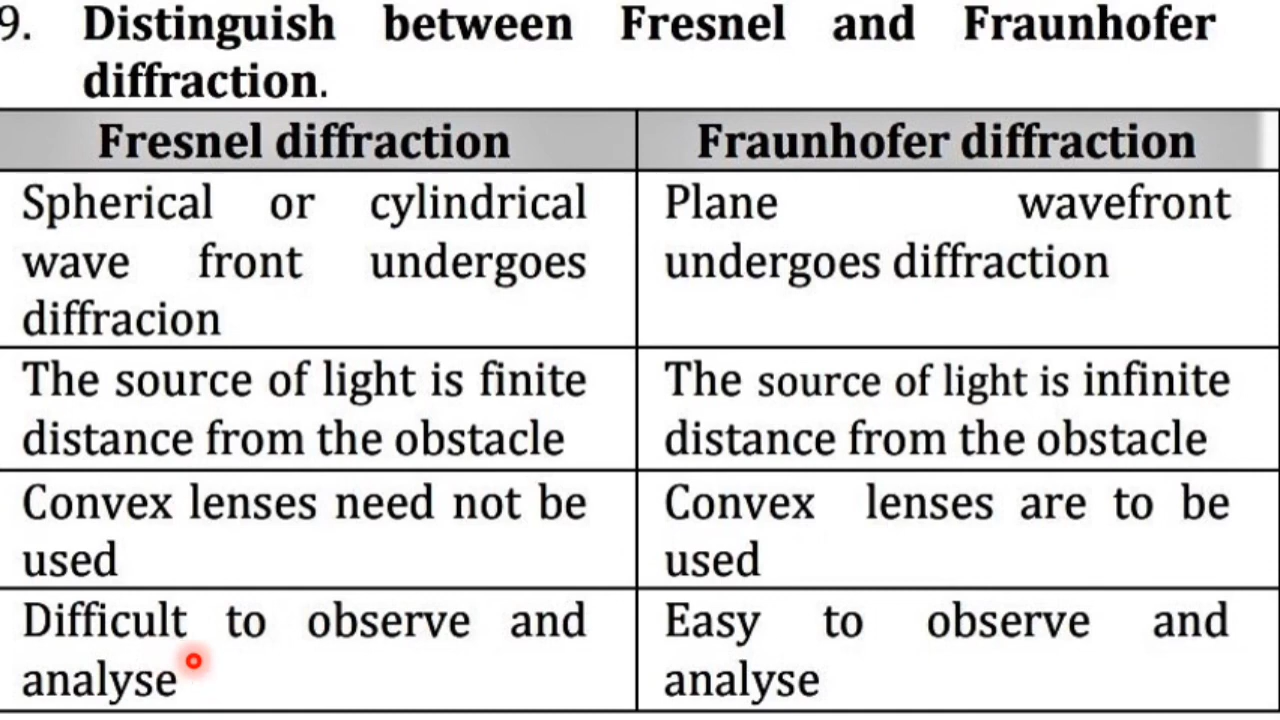 9. Distinguish between Fresnel and Fraunhofer
diffraction.
Fresnel diffraction
Fraunhofer diffraction
Spherical or cylindrical
wave front undergoes
diffracion
Plane wavefront
undergoes diffraction
The source of light is finite
distance from the obstacle
The source of light is infinite
distance from the obstacle
Convex lenses need not be
used
Convex lenses are to be
used
Difficult to observe and
analyse
Easy to observe and
analyse